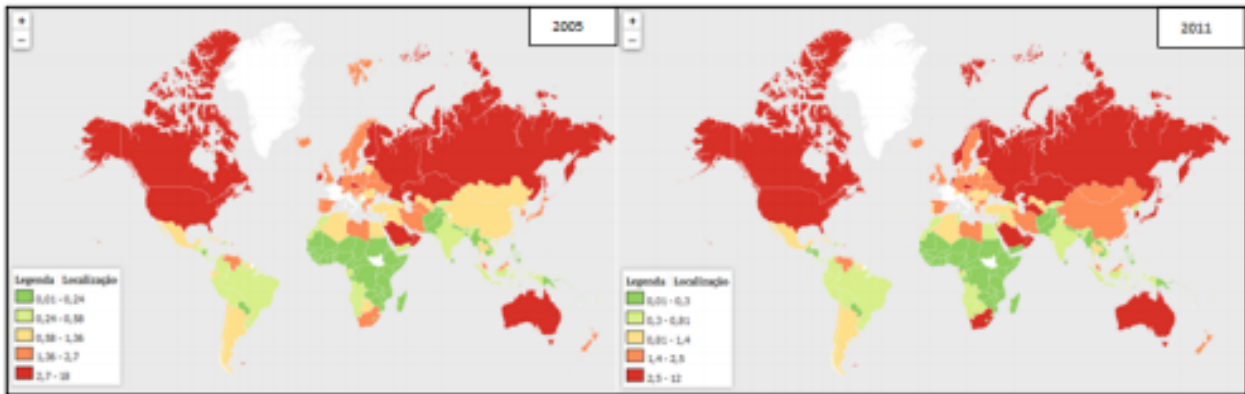 +
−
2005
Legenda Localização
0,01 - 0,24
0,24 - 0,58
0,58 - 1,36
1,36 - 2,7
2,7 - 18
+
−
2011
Legenda Localização
0,01 - 0,3
0,3 - 0,81
0,81 - 1,4
1,4 - 2,5
2,5 - 12